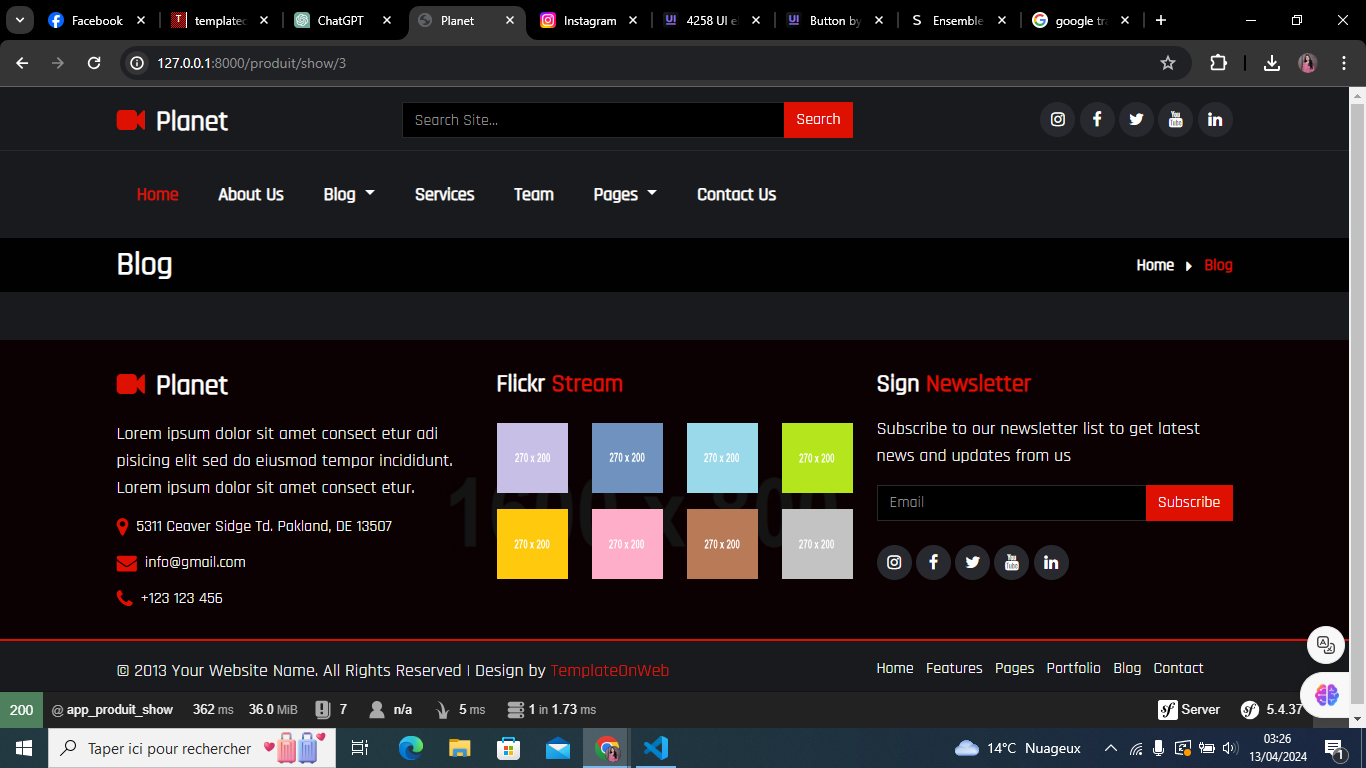 Facebook
templated
ChatGPT
Planet
Instagram
4258 UI el
Button by
Ensemble
google tra
127.0.0.1:8000/produit/show/3
Planet
Search Site...
Search
Home About Us Blog Services Team Pages Contact Us
Blog
Home Blog
Planet
Lorem ipsum dolor sit amet consect etur adi
pisicing elit sed do eiusmod tempor incididunt.
Lorem ipsum dolor sit amet consect etur.
5311 Ceaver Sidge Td. Pakland, DE 13507
info@gmail.com
+123 123 456
Flickr Stream
270 x 200 270 x 200 270 x 200 270 x 200
270 x 200 270 x 200 270 x 200 270 x 200
1600 x 800
Sign Newsletter
Subscribe to our newsletter list to get latest
news and updates from us
Email
Subscribe
© 2013 Your Website Name. All Rights Reserved | Design by TemplateOnWeb
Home Features Pages Portfolio Blog Contact
200 @ app_produit_show 362 ms 36.0 MiB 7 n/a 5 ms 1 in 1.73 ms Server 5.4.37
Taper ici pour rechercher
14°C Nuageux
03:26
13/04/2024
1